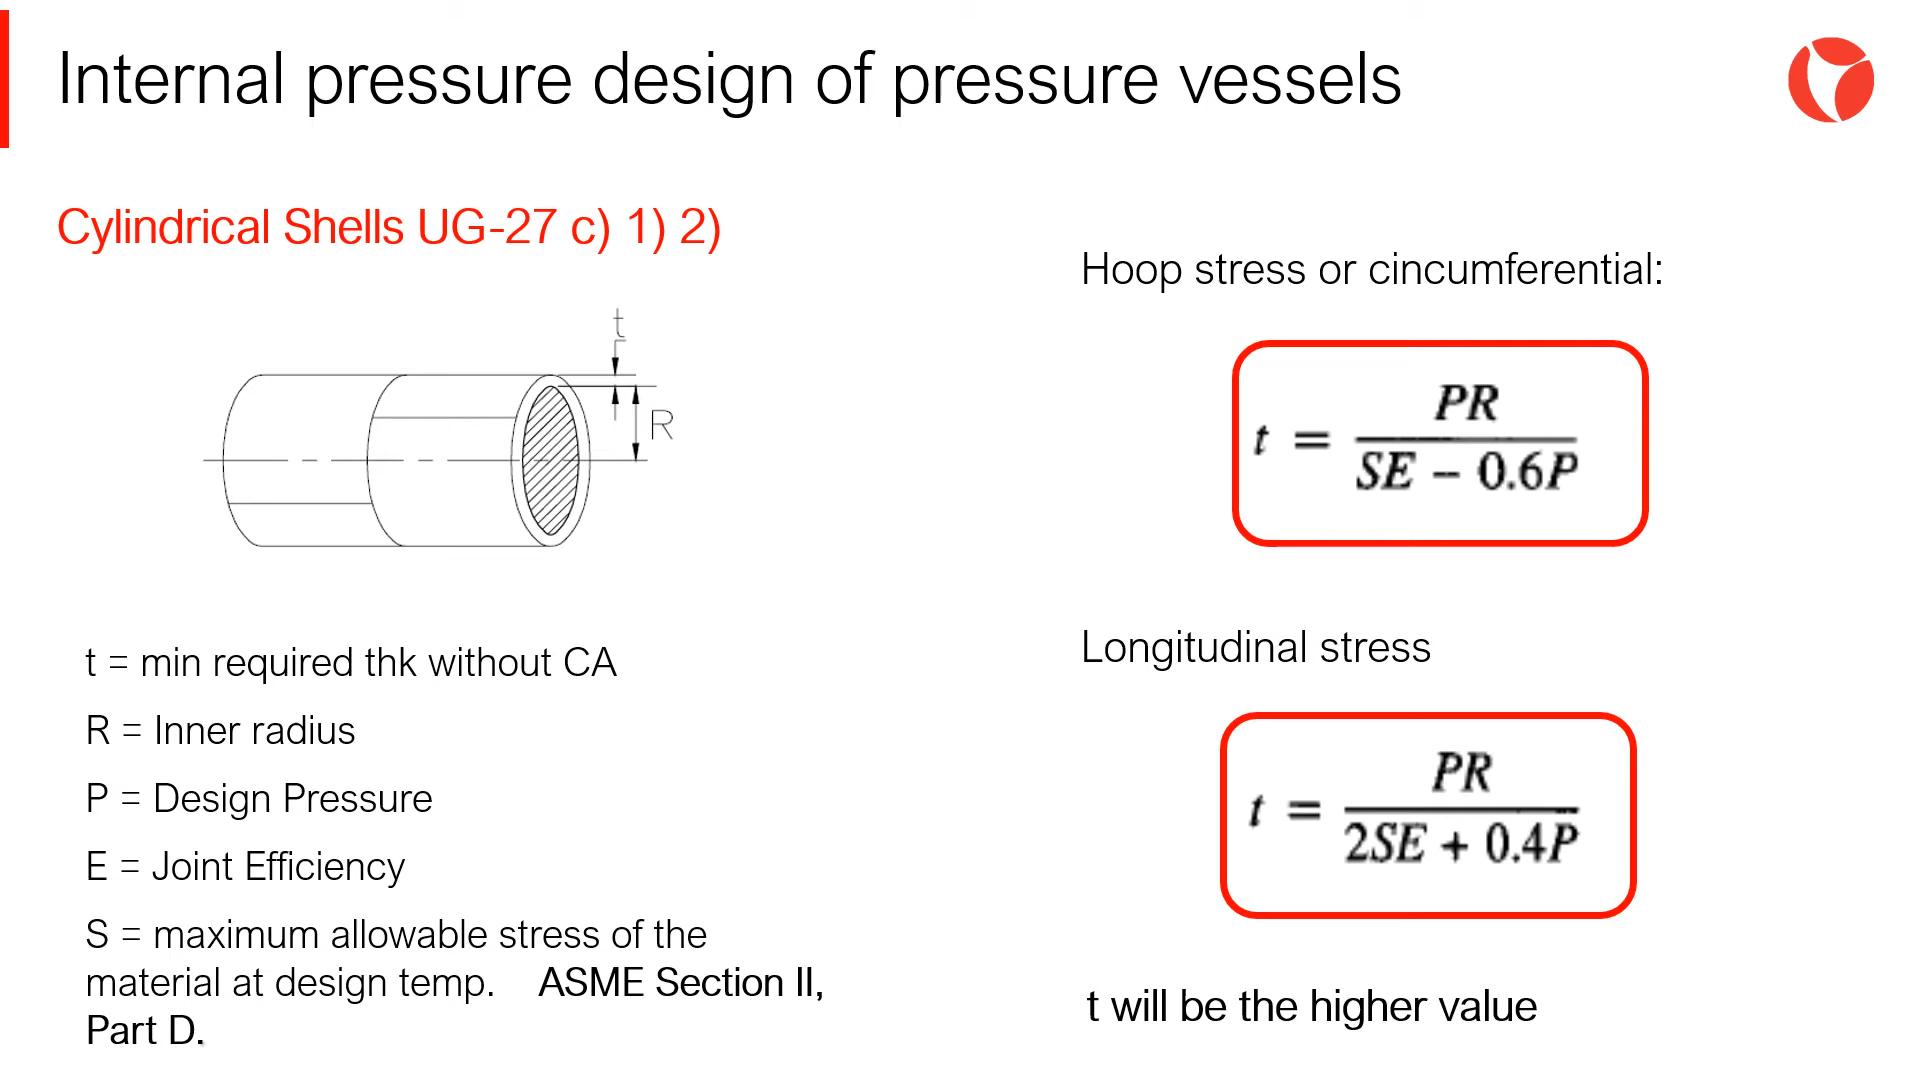 Internal pressure design of pressure vessels
Cylindrical Shells UG-27 c) 1) 2)
t
R
t = min required thk without CA
R = Inner radius
P = Design Pressure
E = Joint Efficiency
S = maximum allowable stress of the
material at design temp. ASME Section II,
Part D.
Hoop stress or cincumferential:
t = PR / SE – 0.6P
Longitudinal stress
t = PR / 2SE + 0.4P
t will be the higher value